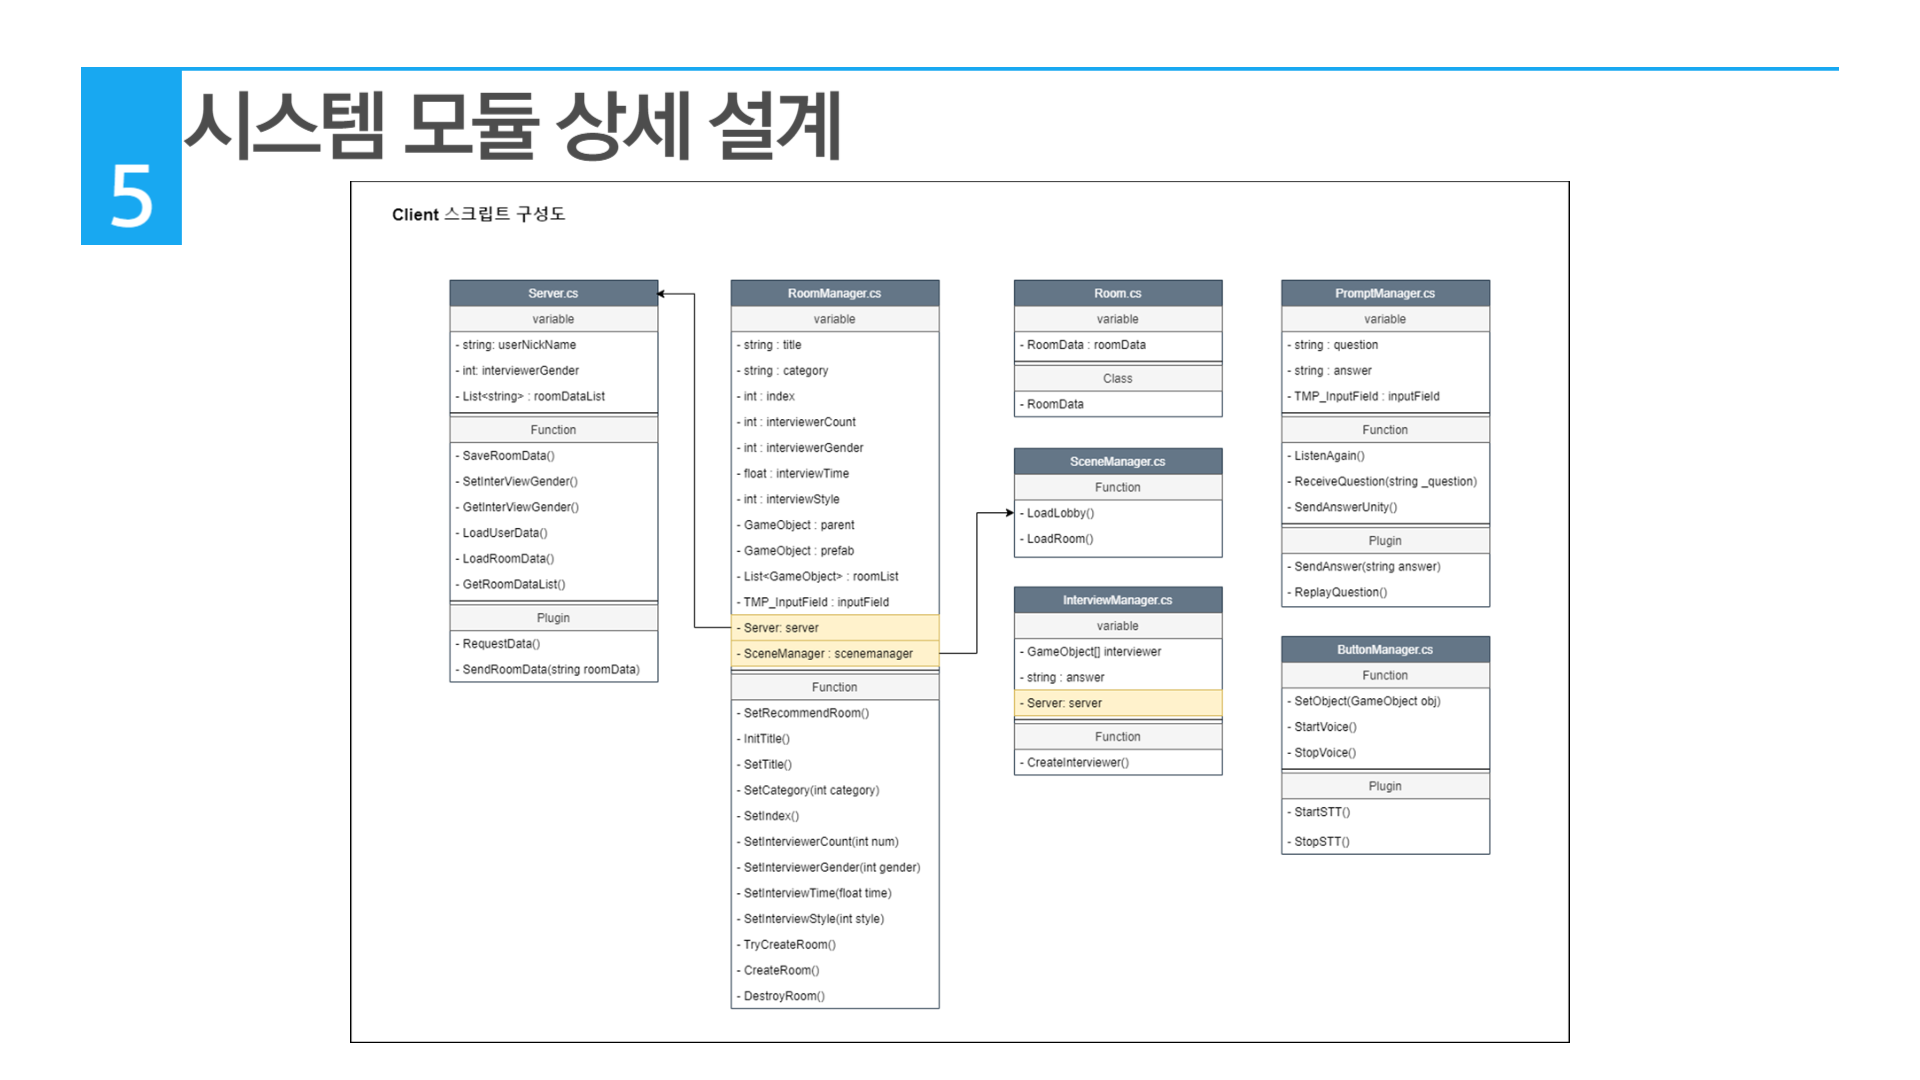 5
시스템 모듈 상세 설계
Client 스크립트 구성도
Server.cs
variable
- string: userNickName
- int: interviewerGender
- List<string> : roomDataList
Function
- SaveRoomData()
- SetInterViewGender()
- GetInterViewGender()
- LoadUserData()
- LoadRoomData()
- GetRoomDataList()
Plugin
- RequestData()
- SendRoomData(string roomData)
RoomManager.cs
variable
- string : title
- string : category
- int : index
- int : interviewerCount
- int : interviewerGender
- float : interviewTime
- int : interviewStyle
- GameObject : parent
- GameObject : prefab
- List<GameObject> : roomList
- TMP_InputField : inputField
- Server: server
- SceneManager : scenemanager
Function
- SetRecommendRoom()
- InitTitle()
- SetTitle()
- SetCategory(int category)
- SetIndex()
- SetInterviewerCount(int num)
- SetInterviewerGender(int gender)
- SetInterviewTime(float time)
- SetInterviewStyle(int style)
- TryCreateRoom()
- CreateRoom()
- DestroyRoom()
Room.cs
variable
- RoomData : roomData
Class
- RoomData
SceneManager.cs
Function
- LoadLobby()
- LoadRoom()
InterviewManager.cs
variable
- GameObject[] interviewer
- string : answer
- Server: server
Function
- CreateInterviewer()
PromptManager.cs
variable
- string : question
- string : answer
- TMP_InputField : inputField
Function
- ListenAgain()
- ReceiveQuestion(string _question)
- SendAnswerUnity()
Plugin
- SendAnswer(string answer)
- ReplayQuestion()
ButtonManager.cs
Function
- SetObject(GameObject obj)
- StartVoice()
- StopVoice()
Plugin
- StartSTT()
- StopSTT()